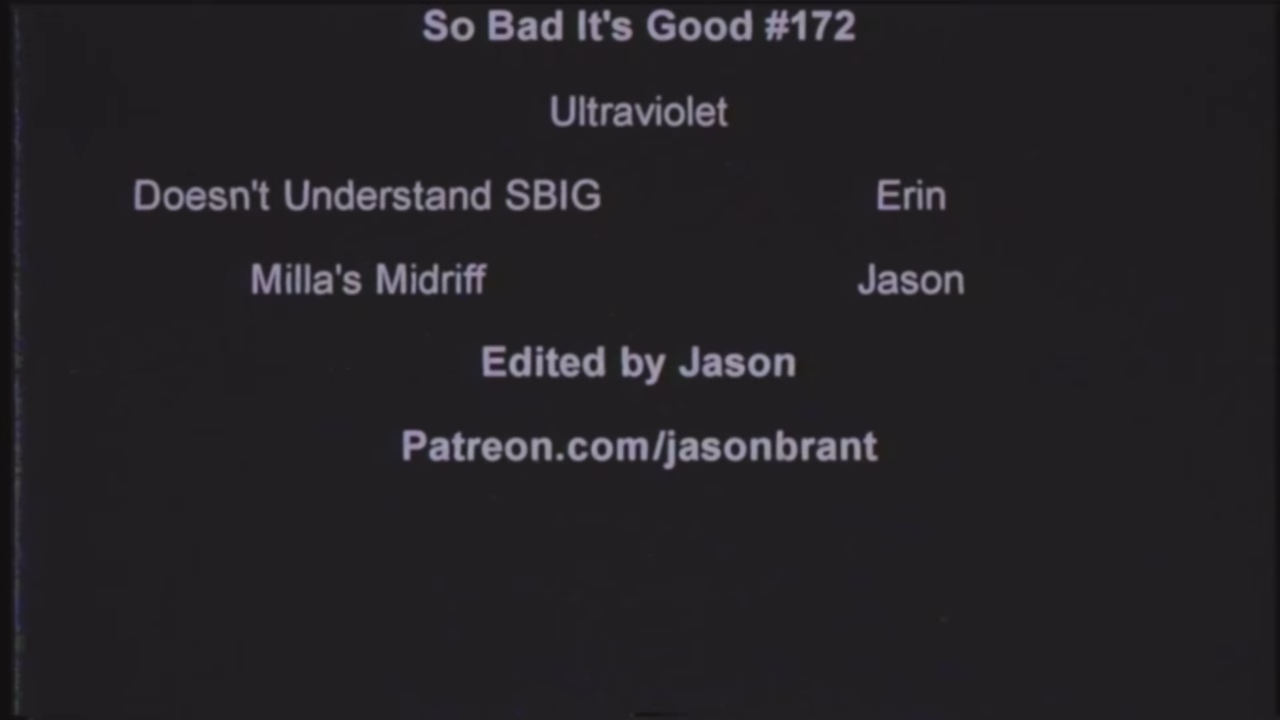 So Bad It's Good #172
Ultraviolet
Doesn't Understand SBIG Erin
Milla's Midriff Jason
Edited by Jason
Patreon.com/jasonbrant